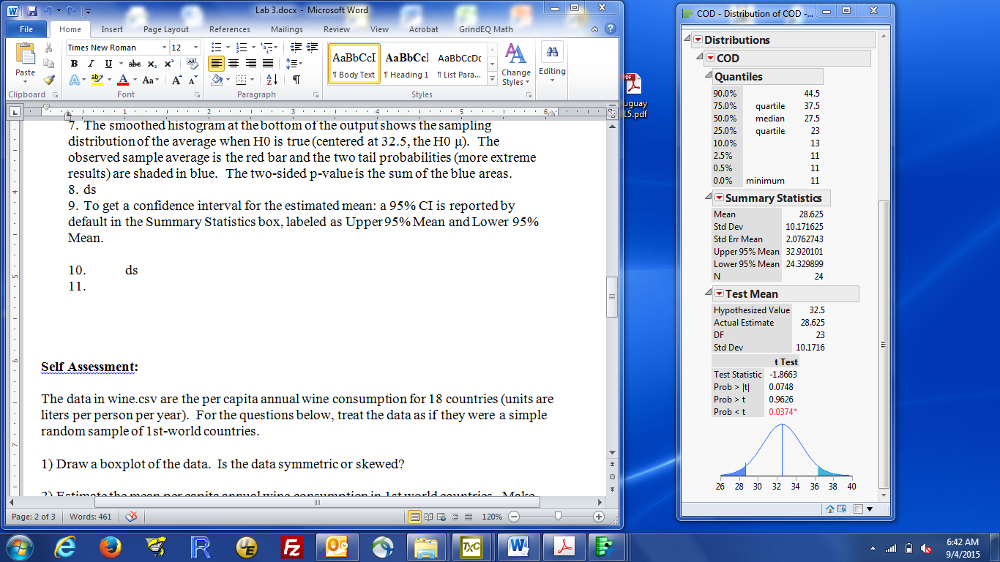 Lab 3.docx - Microsoft Word
File Home Insert Page Layout References Mailings Review View Acrobat GrindEQ Math
Times New Roman 12
Paste
B I U abc x₂ x²
A ab A Aa A A
AaBbCcI AaBbCcI AaBbCcDc
¶ Body Text ¶ Heading 1 ¶ List Para...
Change Styles
Editing
Clipboard Font Paragraph Styles
1 2 3 4 5 6
7. The smoothed histogram at the bottom of the output shows the sampling
distribution of the average when H0 is true (centered at 32.5, the H0 μ). The
observed sample average is the red bar and the two tail probabilities (more extreme
results) are shaded in blue. The two-sided p-value is the sum of the blue areas.
8. ds
9. To get a confidence interval for the estimated mean: a 95% CI is reported by
default in the Summary Statistics box, labeled as Upper 95% Mean and Lower 95%
Mean.
10. ds
11.
Self Assessment:
The data in wine.csv are the per capita annual wine consumption for 18 countries (units are
liters per person per year). For the questions below, treat the data as if they were a simple
random sample of 1st-world countries.
1) Draw a boxplot of the data. Is the data symmetric or skewed?
2) Estimate the mean per capita annual wine consumption in 1st world countries. Make
Page: 2 of 3 Words: 461 120%
uguay
15.pdf
COD - Distribution of COD -...
Distributions
COD
Quantiles
90.0% 44.5
75.0% quartile 37.5
50.0% median 27.5
25.0% quartile 23
10.0% 13
2.5% 11
0.5% 11
0.0% minimum 11
Summary Statistics
Mean 28.625
Std Dev 10.171625
Std Err Mean 2.0762743
Upper 95% Mean 32.920101
Lower 95% Mean 24.329899
N 24
Test Mean
Hypothesized Value 32.5
Actual Estimate 28.625
DF 23
Std Dev 10.1716
t Test
Test Statistic -1.8663
Prob > |t| 0.0748
Prob > t 0.9626
Prob < t 0.0374*
26 28 30 32 34 36 38 40
6:42 AM
9/4/2015